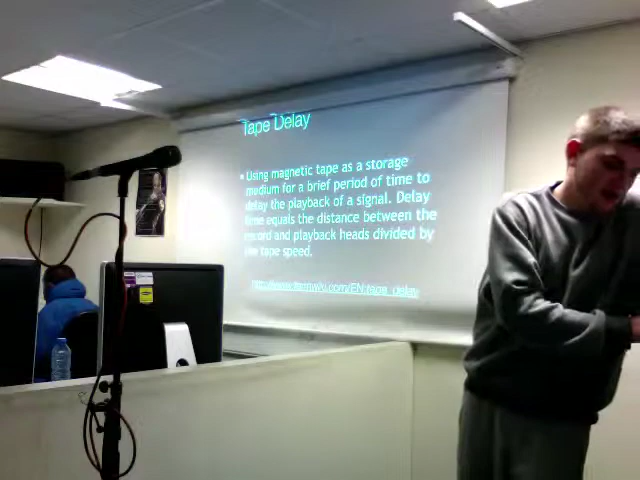 Tape Delay
Using magnetic tape as a storage
medium for a brief period of time to
delay the playback of a signal. Delay
time equals the distance between the
record and playback heads divided by
the tape speed.